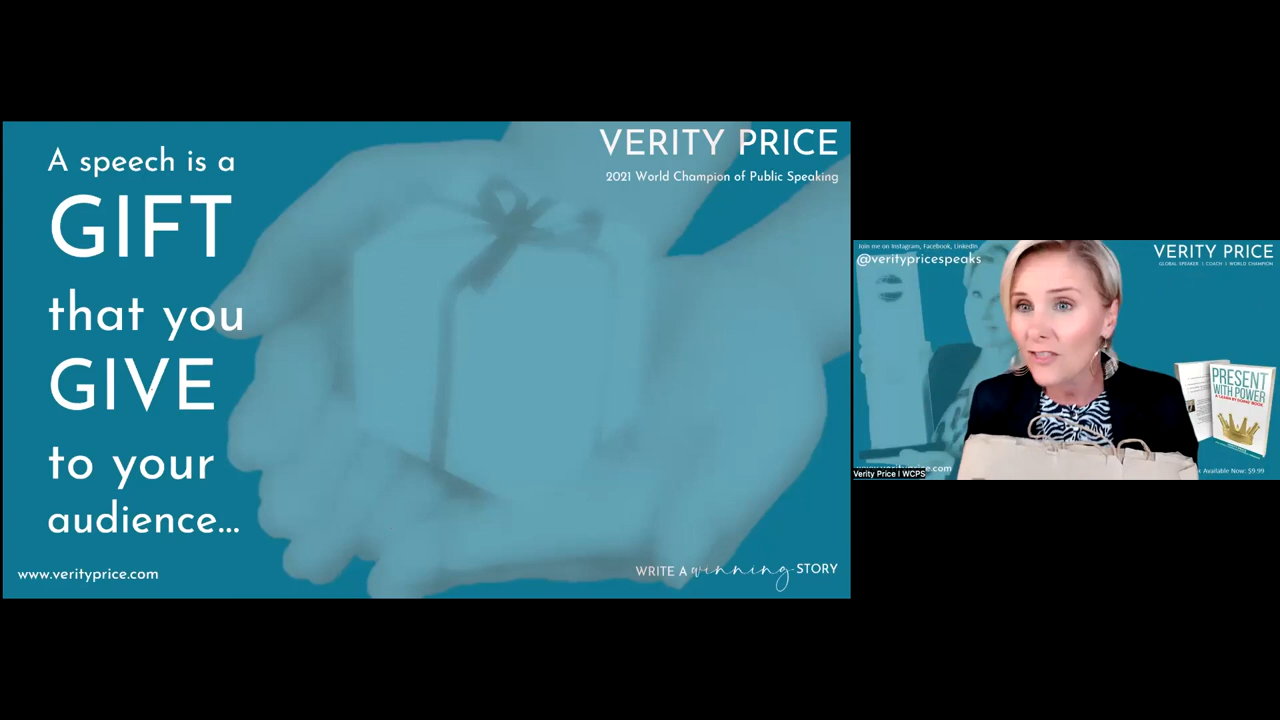 A speech is a
GIFT
that you
GIVE
to your
audience...
www.verityprice.com
VERITY PRICE
2021 World Champion of Public Speaking
WRITE A winning STORY
Join me on Instagram, Facebook, LinkedIn
@veritypricespeaks
VERITY PRICE
GLOBAL SPEAKER | COACH | WORLD CHAMPION
PRESENT
WITH POWER
Available Now: $9.99
Verity Price | WCPS